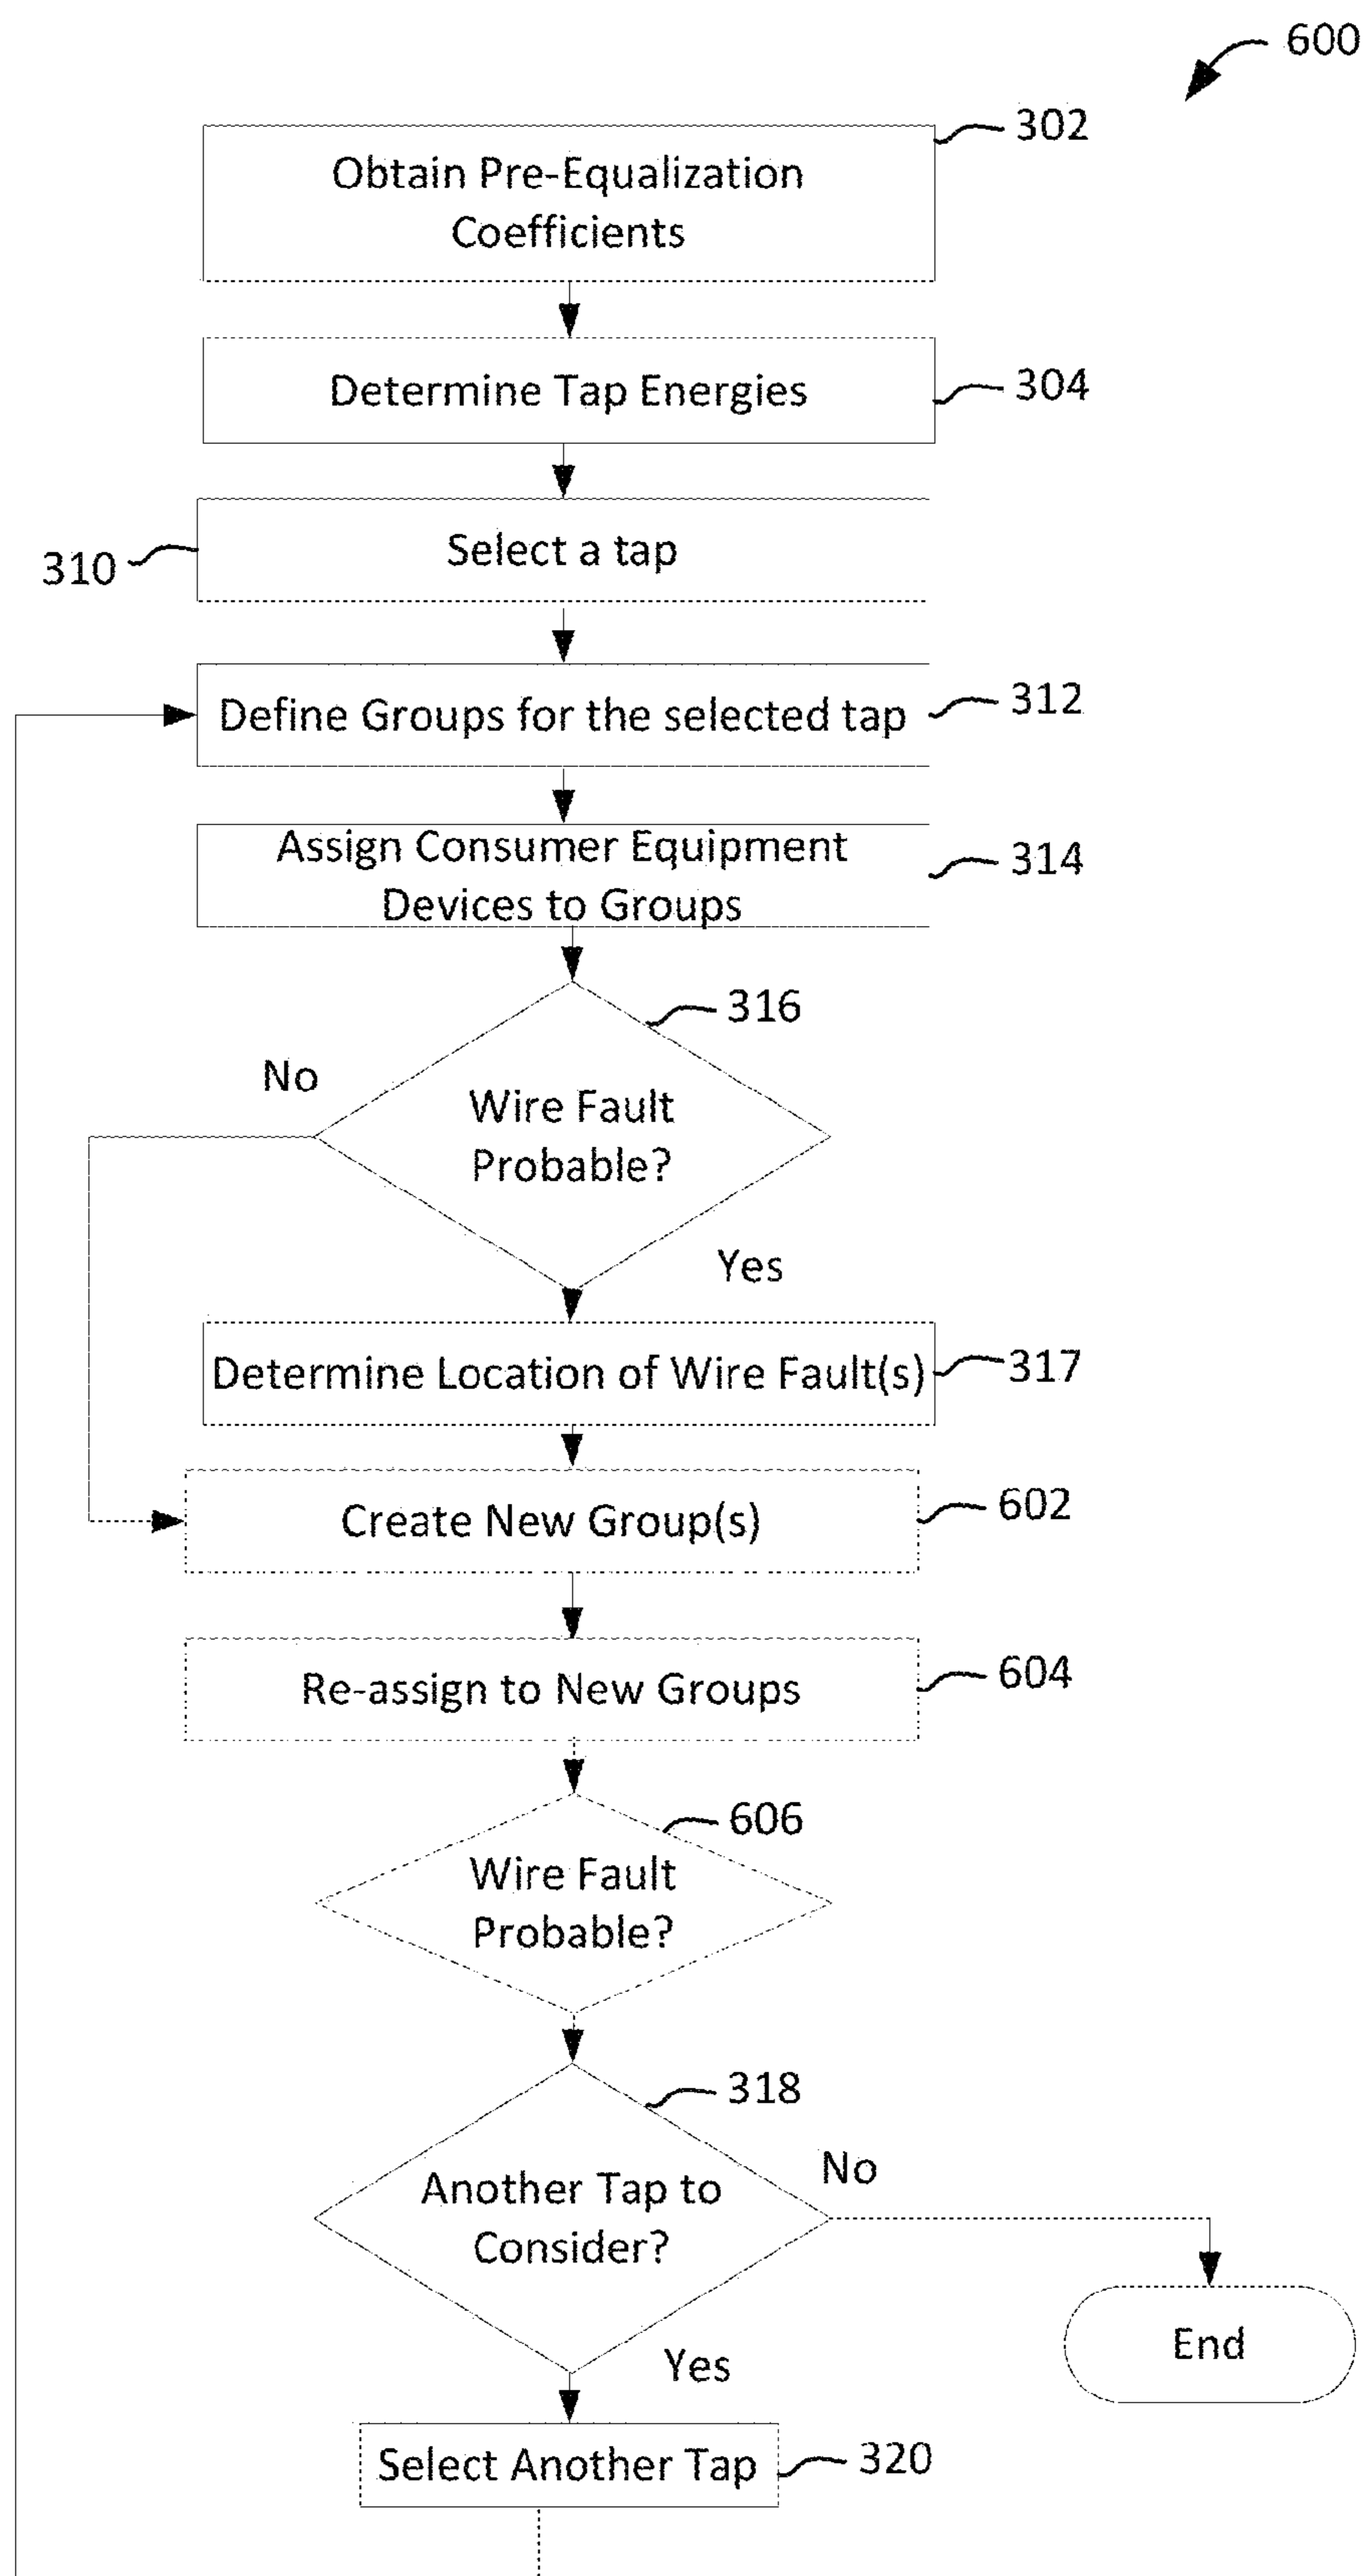 600
302
Obtain Pre-Equalization
Coefficients
Determine Tap Energies
304
310
Select a tap
Define Groups for the selected tap
312
Assign Consumer Equipment
Devices to Groups
314
316
No
Wire Fault
Probable?
Yes
Determine Location of Wire Fault(s)
317
Create New Group(s)
602
Re-assign to New Groups
604
606
Wire Fault
Probable?
318
Another Tap to
Consider?
No
End
Yes
Select Another Tap
320